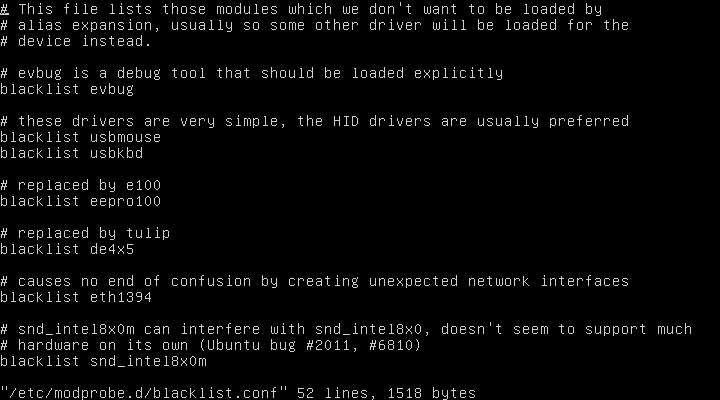 # This file lists those modules which we don't want to be loaded by
# alias expansion, usually so some other driver will be loaded for the
# device instead.
# evbug is a debug tool that should be loaded explicitly
blacklist evbug
# these drivers are very simple, the HID drivers are usually preferred
blacklist usbmouse
blacklist usbkbd
# replaced by e100
blacklist eepro100
# replaced by tulip
blacklist de4x5
# causes no end of confusion by creating unexpected network interfaces
blacklist eth1394
# snd_intel8x0m can interfere with snd_intel8x0, doesn't seem to support much
# hardware on its own (Ubuntu bug #2011, #6810)
blacklist snd_intel8x0m
"/etc/modprobe.d/blacklist.conf" 52 lines, 1518 bytes